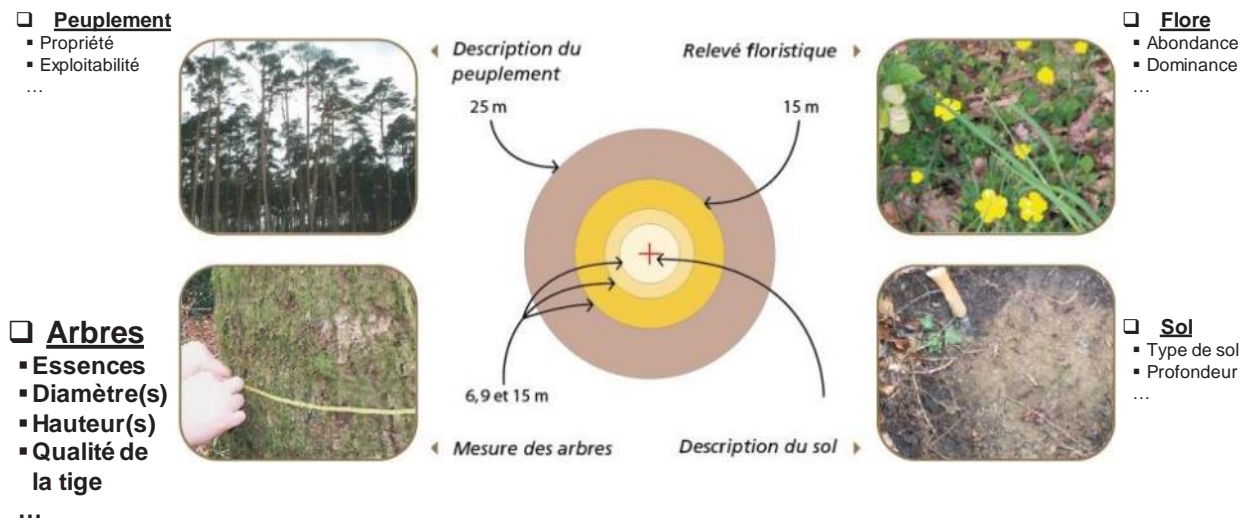 ❑ Peuplement
▪ Propriété
▪ Exploitabilité
…
Description du
peuplement
25 m
Relevé floristique
15 m
❑ Flore
▪ Abondance
▪ Dominance
…
❑ Arbres
▪ Essences
▪ Diamètre(s)
▪ Hauteur(s)
▪ Qualité de
la tige
…
6, 9 et 15 m
Mesure des arbres
Description du sol
❑ Sol
▪ Type de sol
▪ Profondeur
…